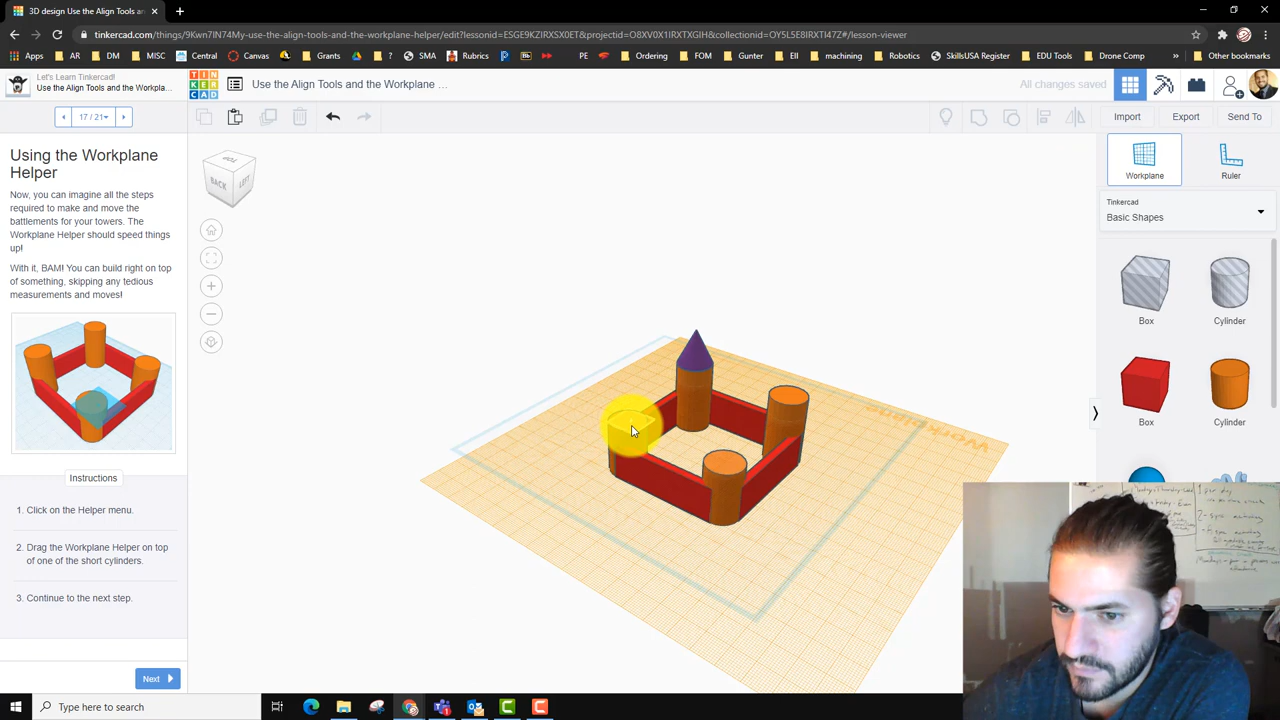 3D design Use the Align Tools and
tinkercad.com/things/9Kwn7IN74My-use-the-align-tools-and-the-workplane-helper/edit?lessonid=ESGE9KZIRXSX0ET&projectid=O8XV0X1IRXTXGIH&collectionid=OY5L5E8IRXTI47Z#/lesson-viewer
Apps AR DM MISC Central Canvas Grants ? SMA Rubrics PE Ordering FOM Gunter EII machining Robotics SkillsUSA Register EDU Tools Drone Comp Other bookmarks
Let's Learn Tinkercad!
Use the Align Tools and the Workpla...
TIN
KER
CAD
Use the Align Tools and the Workplane ...
All changes saved
17 / 21
Import Export Send To
Using the Workplane
Helper
Now, you can imagine all the steps
required to make and move the
battlements for your towers. The
Workplane Helper should speed things
up!
With it, BAM! You can build right on top
of something, skipping any tedious
measurements and moves!
Instructions
1. Click on the Helper menu.
2. Drag the Workplane Helper on top
of one of the short cylinders.
3. Continue to the next step.
Next
TOP
BACK
LEFT
Workplane
Workplane
Ruler
Tinkercad
Basic Shapes
Box
Cylinder
Box
Cylinder
Type here to search